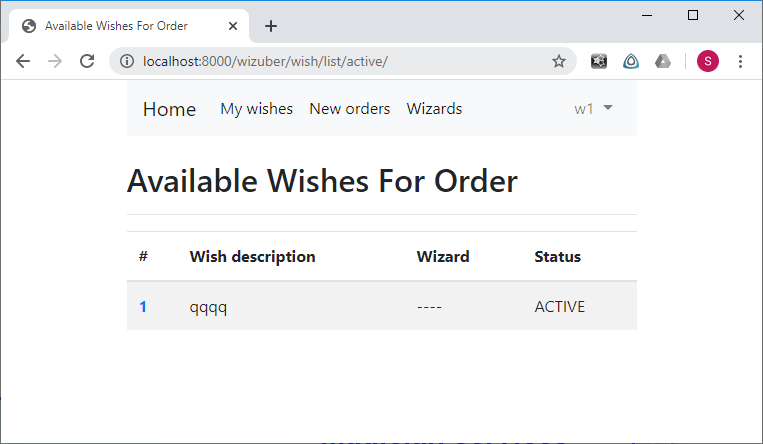 Available Wishes For Order
localhost:8000/wizuber/wish/list/active/
S
Home My wishes New orders Wizards w1
Available Wishes For Order
# Wish description Wizard Status
1 qqqq ---- ACTIVE